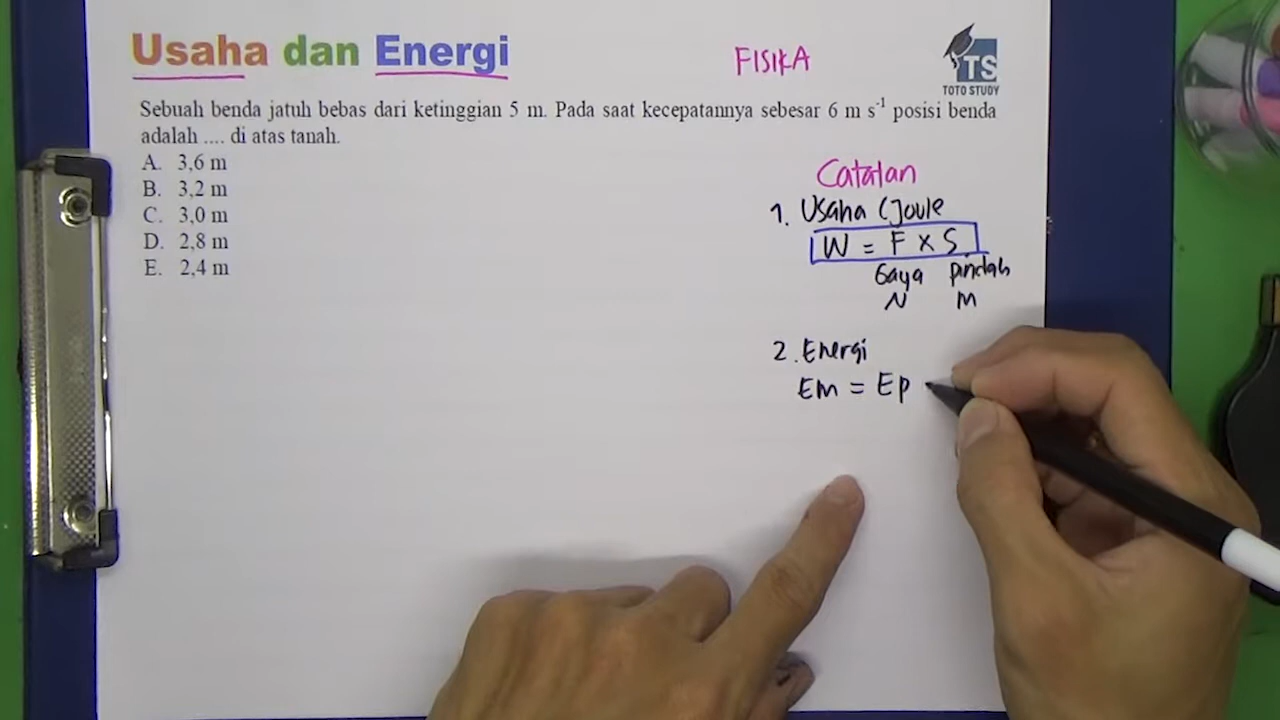 Usaha dan Energi
FISIKA
TS
TOTO STUDY
Sebuah benda jatuh bebas dari ketinggian 5 m. Pada saat kecepatannya sebesar 6 m s⁻¹ posisi benda
adalah .... di atas tanah.
A. 3,6 m
B. 3,2 m
C. 3,0 m
D. 2,8 m
E. 2,4 m
Catatan
1. Usaha (Joule
W = F x S
Gaya pindah
N M
2. Energi
Em = Ep